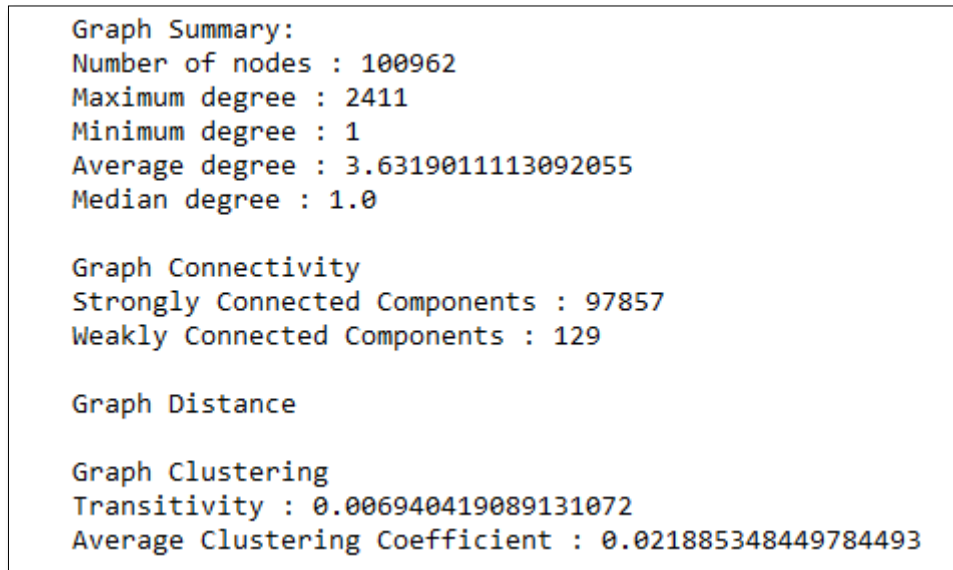 Graph Summary:
Number of nodes : 100962
Maximum degree : 2411
Minimum degree : 1
Average degree : 3.6319011113092055
Median degree : 1.0
Graph Connectivity
Strongly Connected Components : 97857
Weakly Connected Components : 129
Graph Distance
Graph Clustering
Transitivity : 0.006940419089131072
Average Clustering Coefficient : 0.021885348449784493